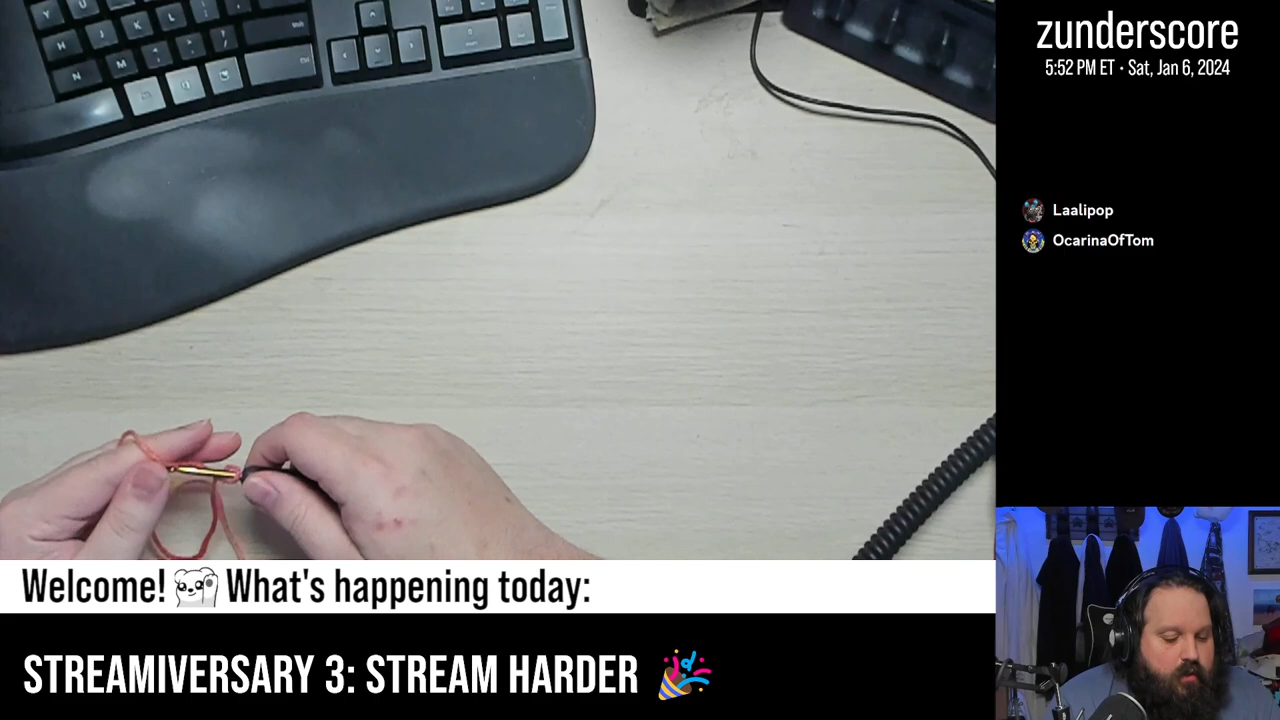 Y U
H J K L
N M
zunderscore
5:52 PM ET • Sat, Jan 6, 2024
Laalipop
OcarinaOfTom
Welcome! What's happening today:
STREAMIVERSARY 3: STREAM HARDER